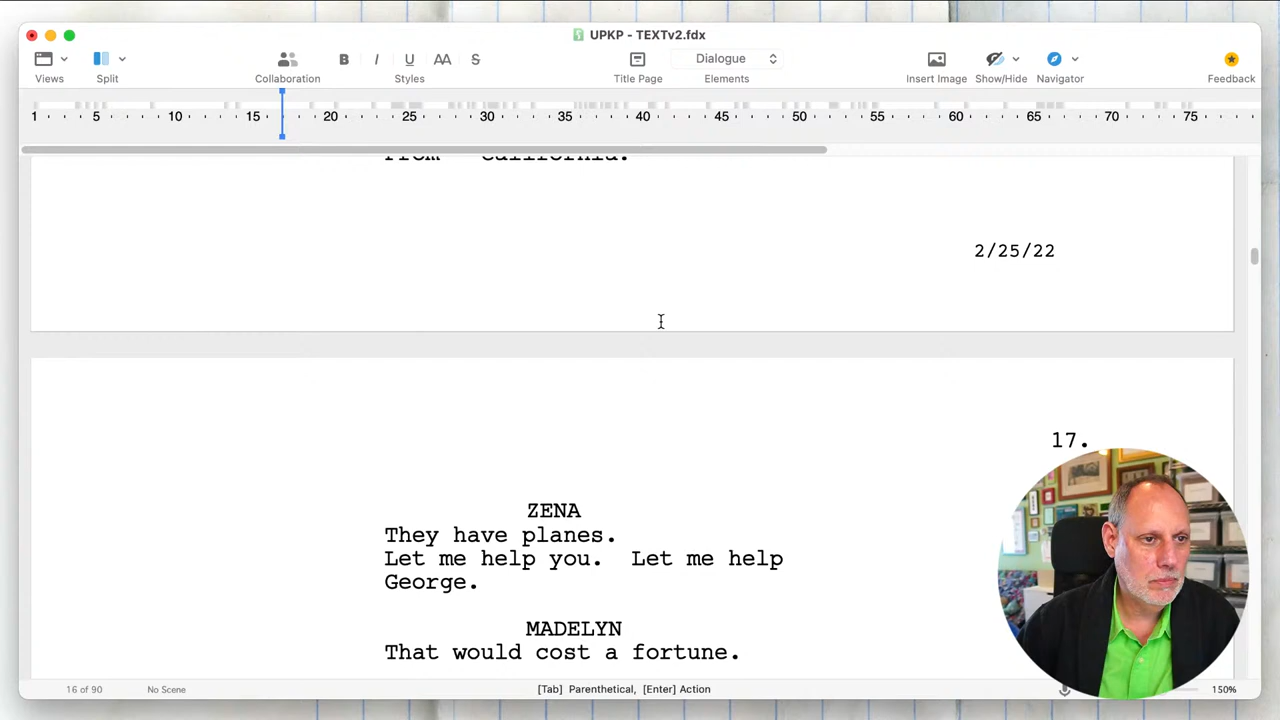 UPKP - TEXTv2.fdx
Views
Split
Collaboration
B I U AA S
Styles
Title Page
Dialogue
Elements
Insert Image
Show/Hide
Navigator
Feedback
1 5 10 15 20 25 30 35 40 45 50 55 60 65 70 75
From California.
2/25/22
17.
ZENA
They have planes.
Let me help you.  Let me help
George.
MADELYN
That would cost a fortune.
16 of 90
No Scene
[Tab]  Parenthetical,  [Enter] Action
150%